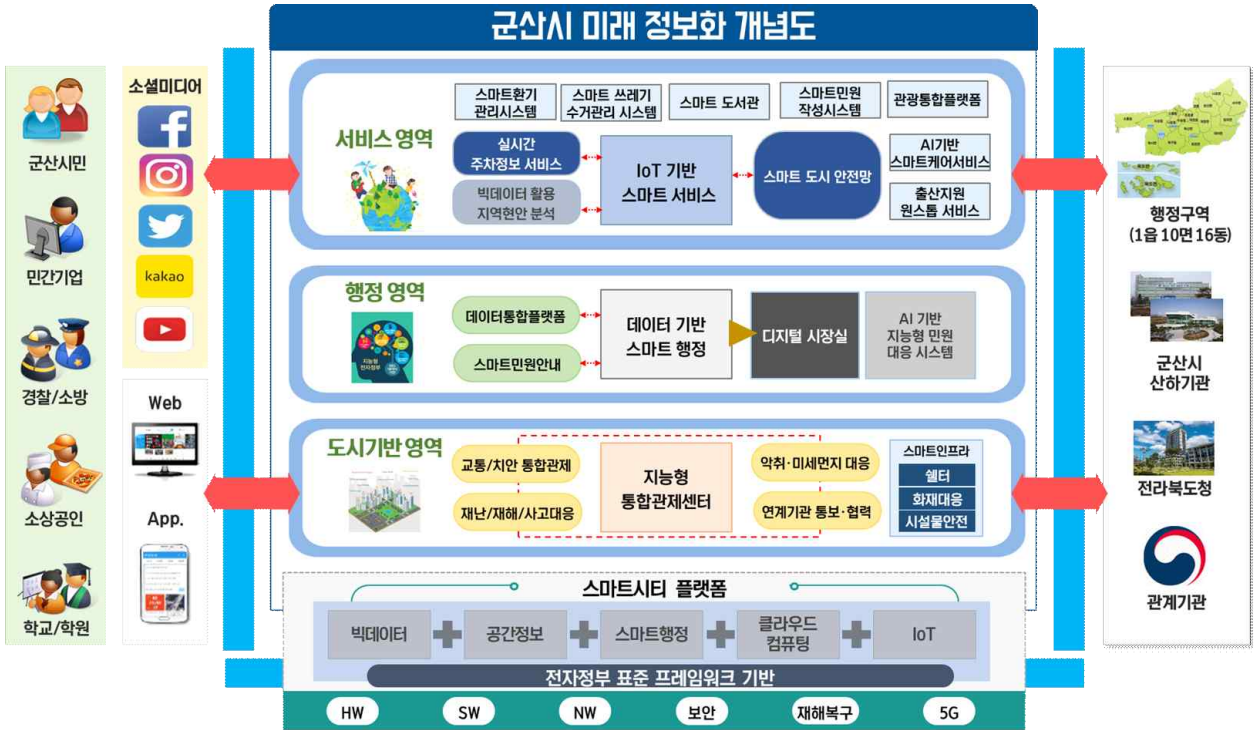 군산시 미래 정보화 개념도
군산시민
민간기업
경찰/소방
소상공인
학교/학원
소셜미디어
kakao
Web
App.
서비스 영역
스마트환기
관리시스템
스마트 쓰레기
수거관리 시스템
스마트 도서관
스마트민원
작성시스템
관광통합플랫폼
실시간
주차정보 서비스
빅데이터 활용
지역현안 분석
IoT 기반
스마트 서비스
스마트 도시 안전망
AI기반
스마트케어서비스
출산지원
원스톱 서비스
행정 영역
지능형
전자정부
데이터통합플랫폼
스마트민원안내
데이터 기반
스마트 행정
디지털 시장실
AI 기반
지능형 민원
대응 시스템
도시기반 영역
교통/치안 통합관제
재난/재해/사고대응
지능형
통합관제센터
악취·미세먼지 대응
연계기관 통보·협력
스마트인프라
쉘터
화재대응
시설물안전
스마트시티 플랫폼
빅데이터
공간정보
스마트행정
클라우드
컴퓨팅
IoT
전자정부 표준 프레임워크 기반
HW
SW
NW
보안
재해복구
5G
행정구역
(1읍 10면 16동)
군산시
산하기관
전라북도청
관계기관